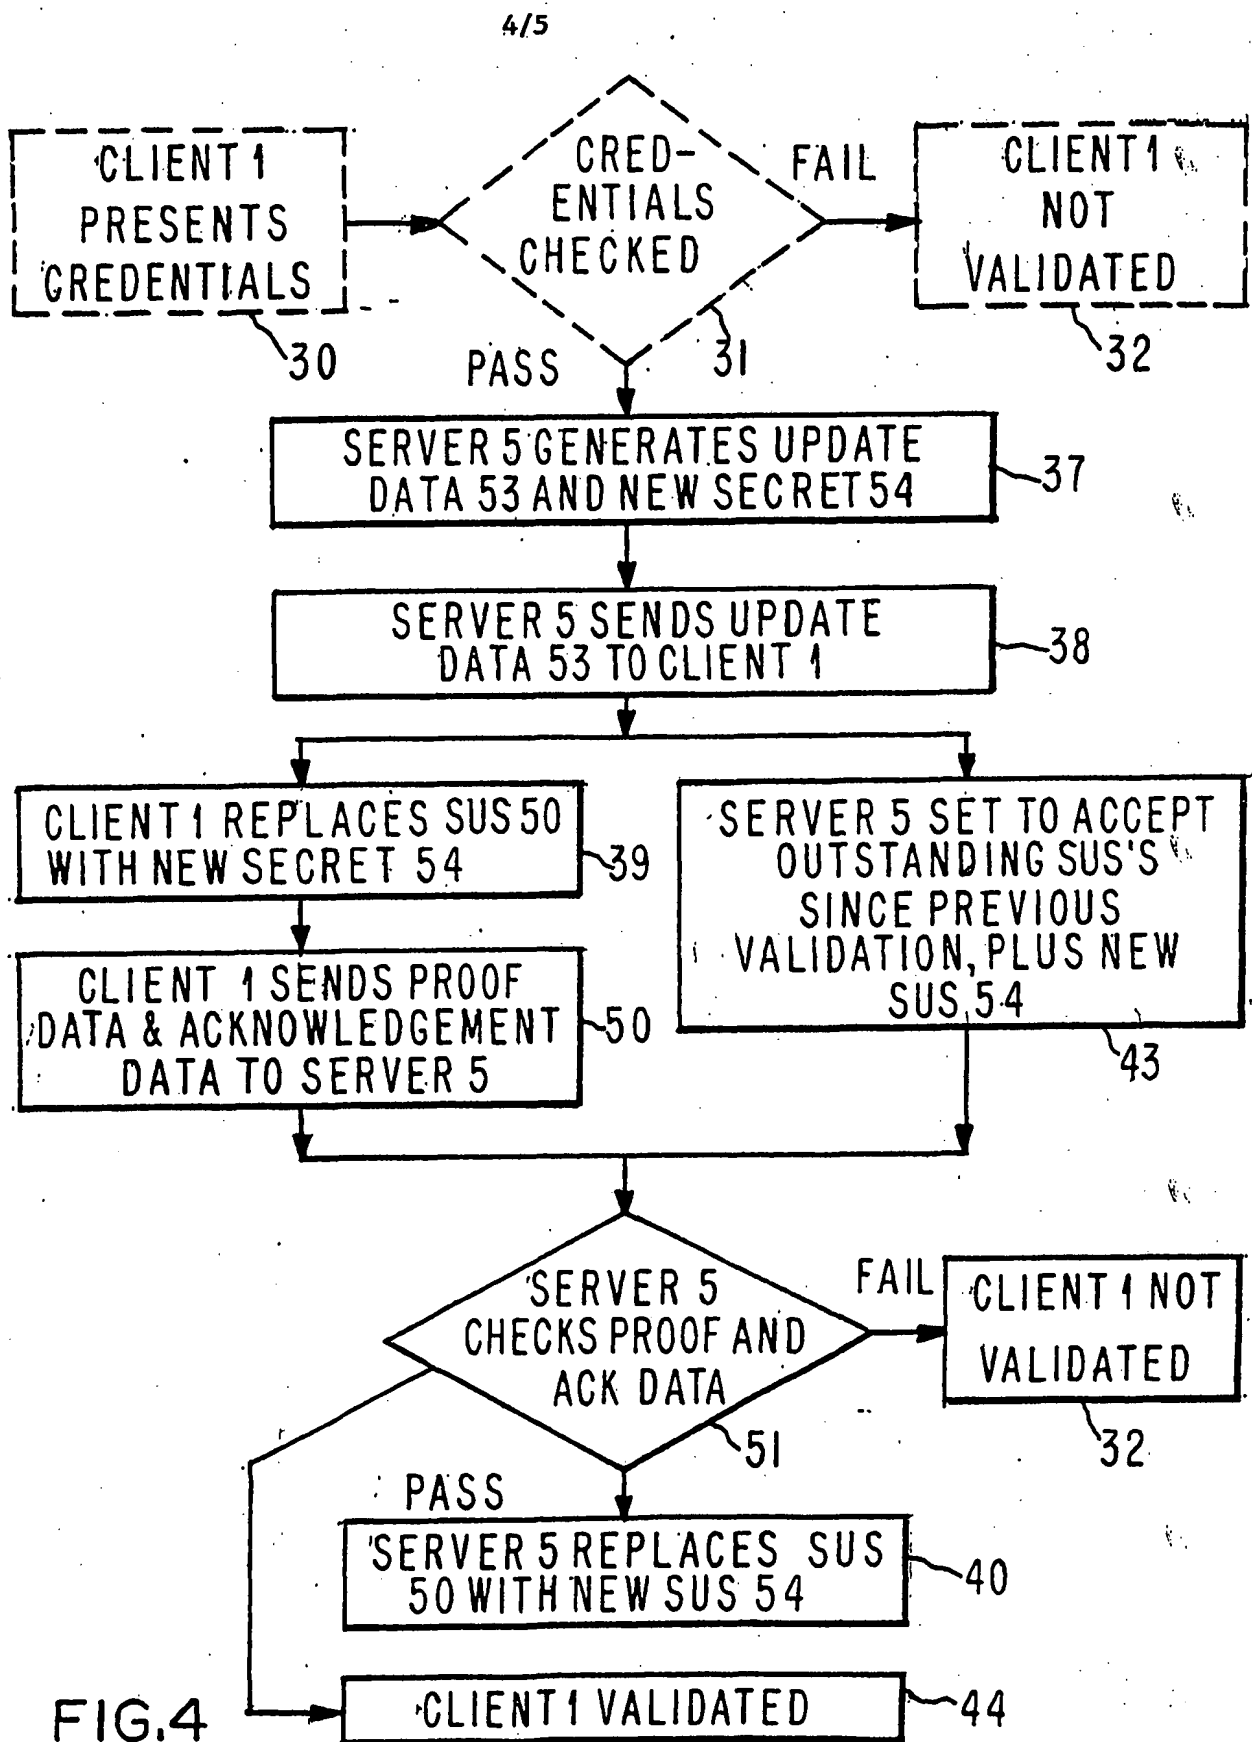 4/5
CLIENT 1
PRESENTS
CREDENTIALS
30
CRED-
ENTIALS
CHECKED
31
FAIL
CLIENT 1
NOT
VALIDATED
32
PASS
SERVER 5 GENERATES UPDATE
DATA 53 AND NEW SECRET 54
37
SERVER 5 SENDS UPDATE
DATA 53 TO CLIENT 1
38
CLIENT 1 REPLACES SUS 50
WITH NEW SECRET 54
39
SERVER 5 SET TO ACCEPT
OUTSTANDING SUS'S
SINCE PREVIOUS
VALIDATION, PLUS NEW
SUS 54
43
CLIENT 1 SENDS PROOF
DATA & ACKNOWLEDGEMENT
DATA TO SERVER 5
50
SERVER 5
CHECKS PROOF AND
ACK DATA
51
FAIL
CLIENT 1 NOT
VALIDATED
32
PASS
SERVER 5 REPLACES SUS
50 WITH NEW SUS 54
40
CLIENT 1 VALIDATED
44
FIG.4